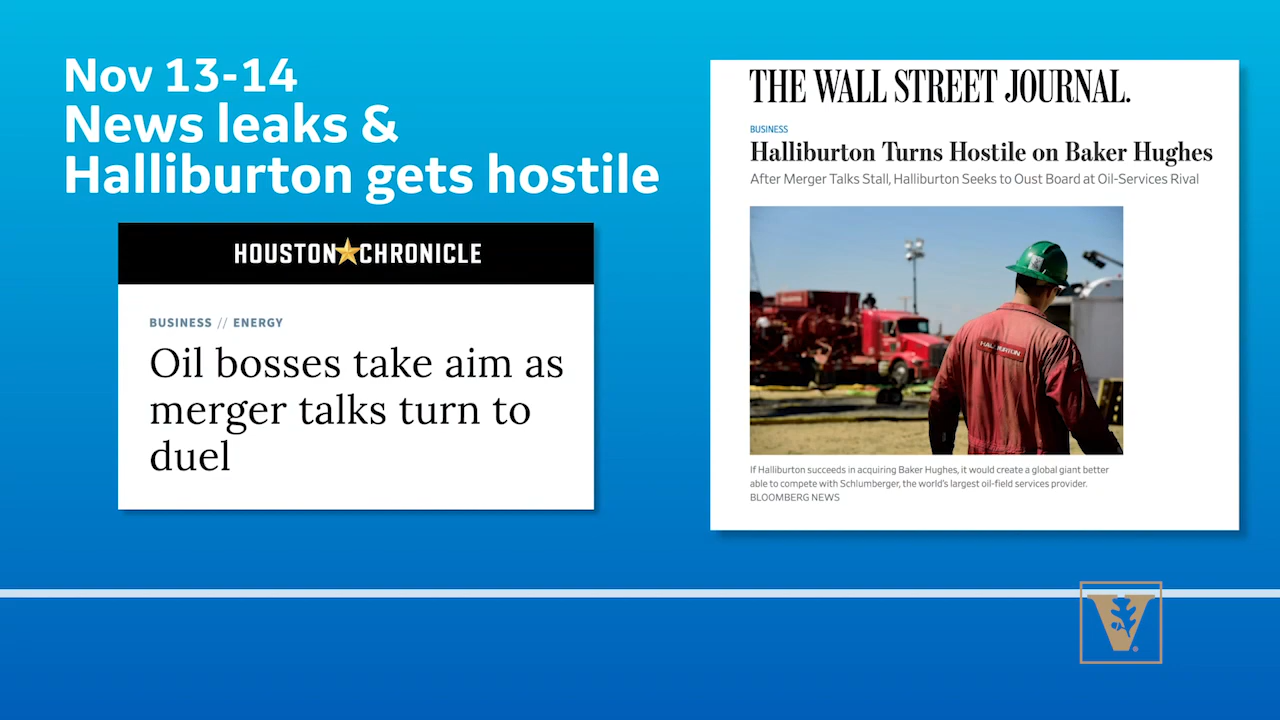 Nov 13-14
News leaks &
Halliburton gets hostile
HOUSTON CHRONICLE
BUSINESS // ENERGY
Oil bosses take aim as
merger talks turn to
duel
THE WALL STREET JOURNAL.
BUSINESS
Halliburton Turns Hostile on Baker Hughes
After Merger Talks Stall, Halliburton Seeks to Oust Board at Oil-Services Rival
HALLIBURTON
If Halliburton succeeds in acquiring Baker Hughes, it would create a global giant better
able to compete with Schlumberger, the world's largest oil-field services provider.
BLOOMBERG NEWS
V